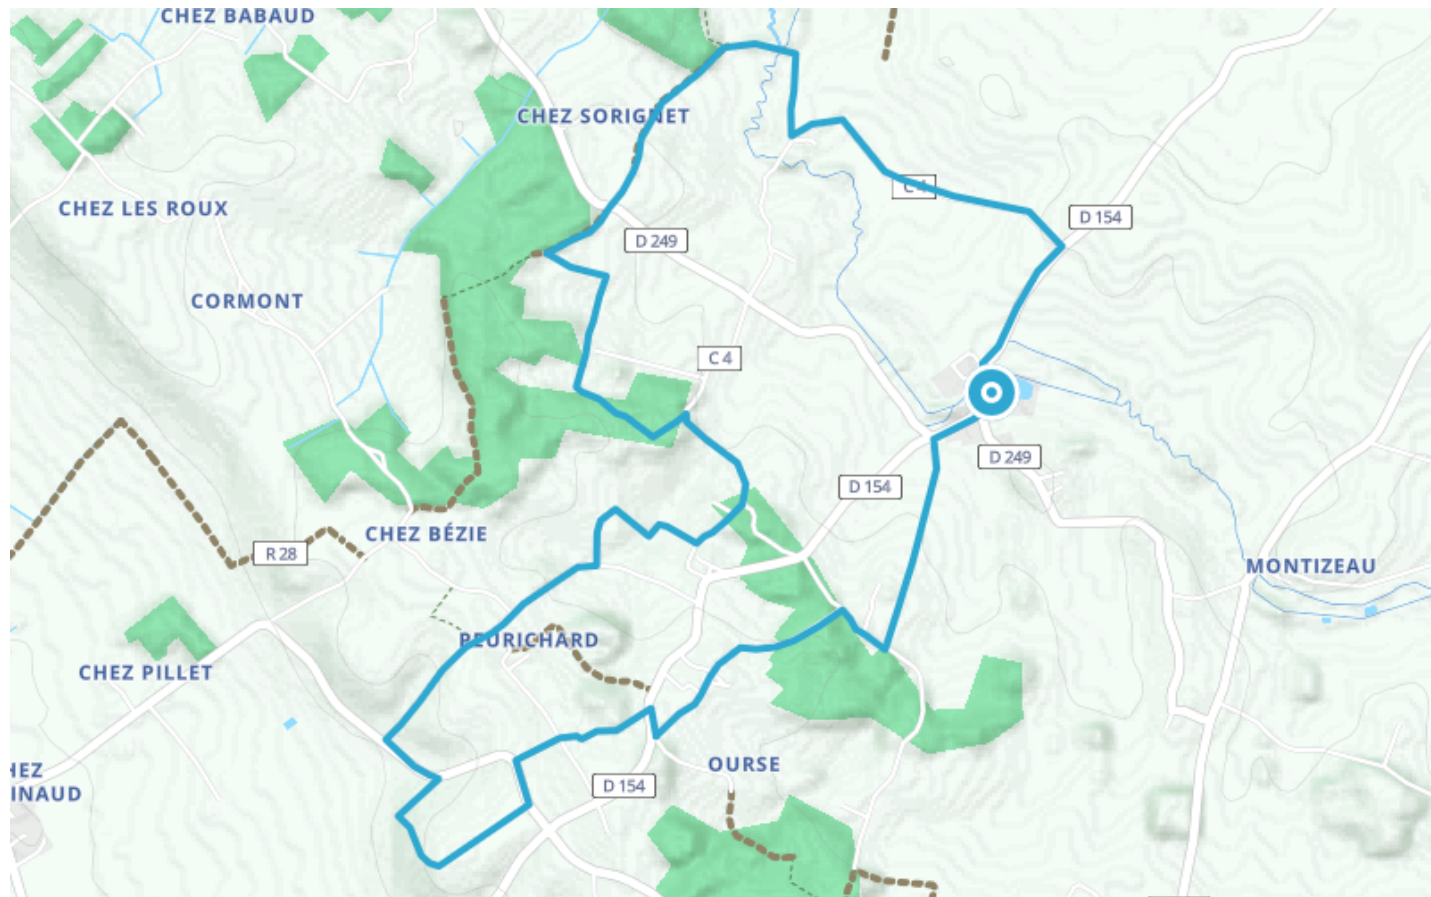 CHEZ BABAUD
CHEZ SORIGNET
CHEZ LES ROUX
D 154
D 249
CORMONT
C 4
D 249
D 154
CHEZ BÉZIE
R 28
MONTIZEAU
PEURICHARD
CHEZ PILLET
OURSE
D 154
INAUD